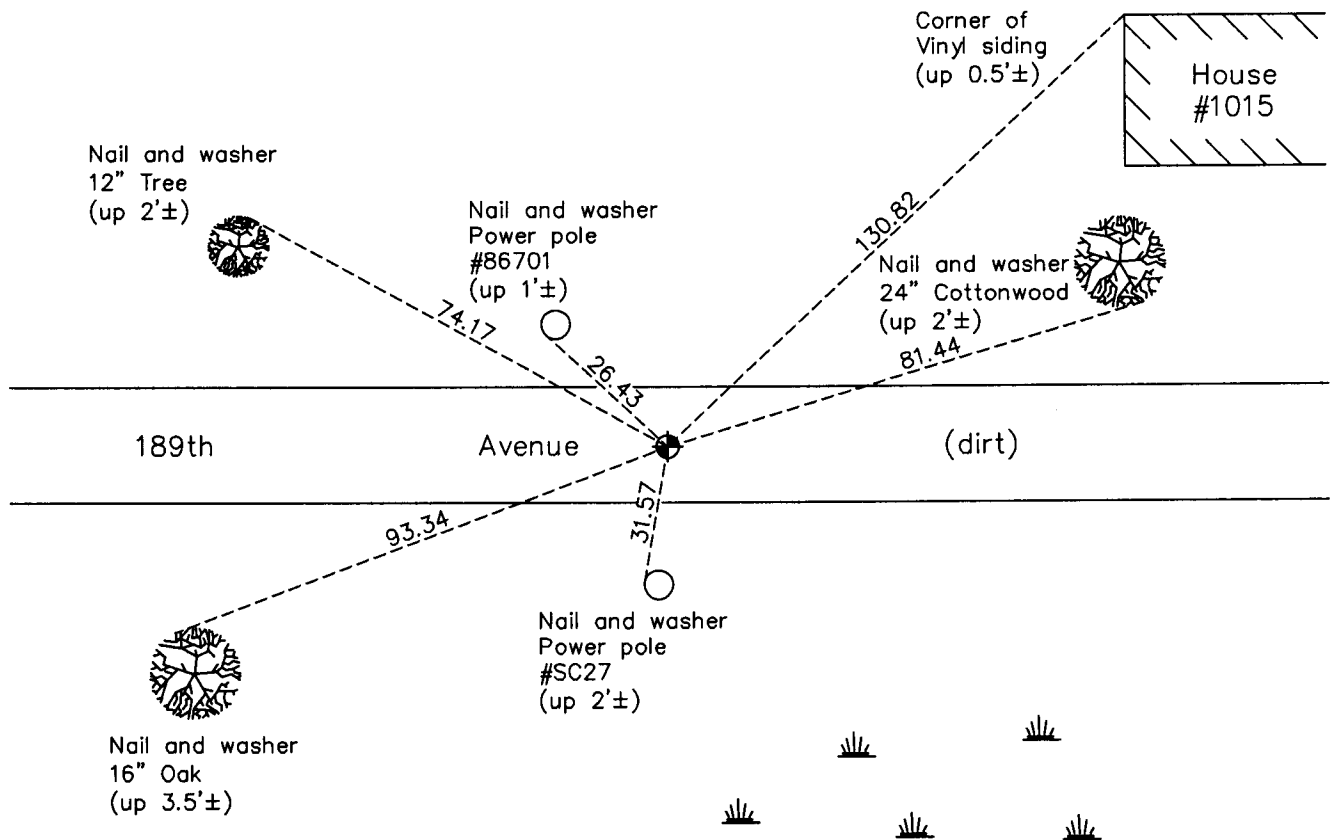 Corner of
Vinyl siding
(up 0.5'±)
House
#1015
Nail and washer
12" Tree
(up 2'±)
Nail and washer
Power pole
#86701
(up 1'±)
130.82
Nail and washer
24" Cottonwood
(up 2'±)
74.17
26.43
81.44
189th Avenue (dirt)
93.34
31.57
Nail and washer
Power pole
#SC27
(up 2'±)
Nail and washer
16" Oak
(up 3.5'±)